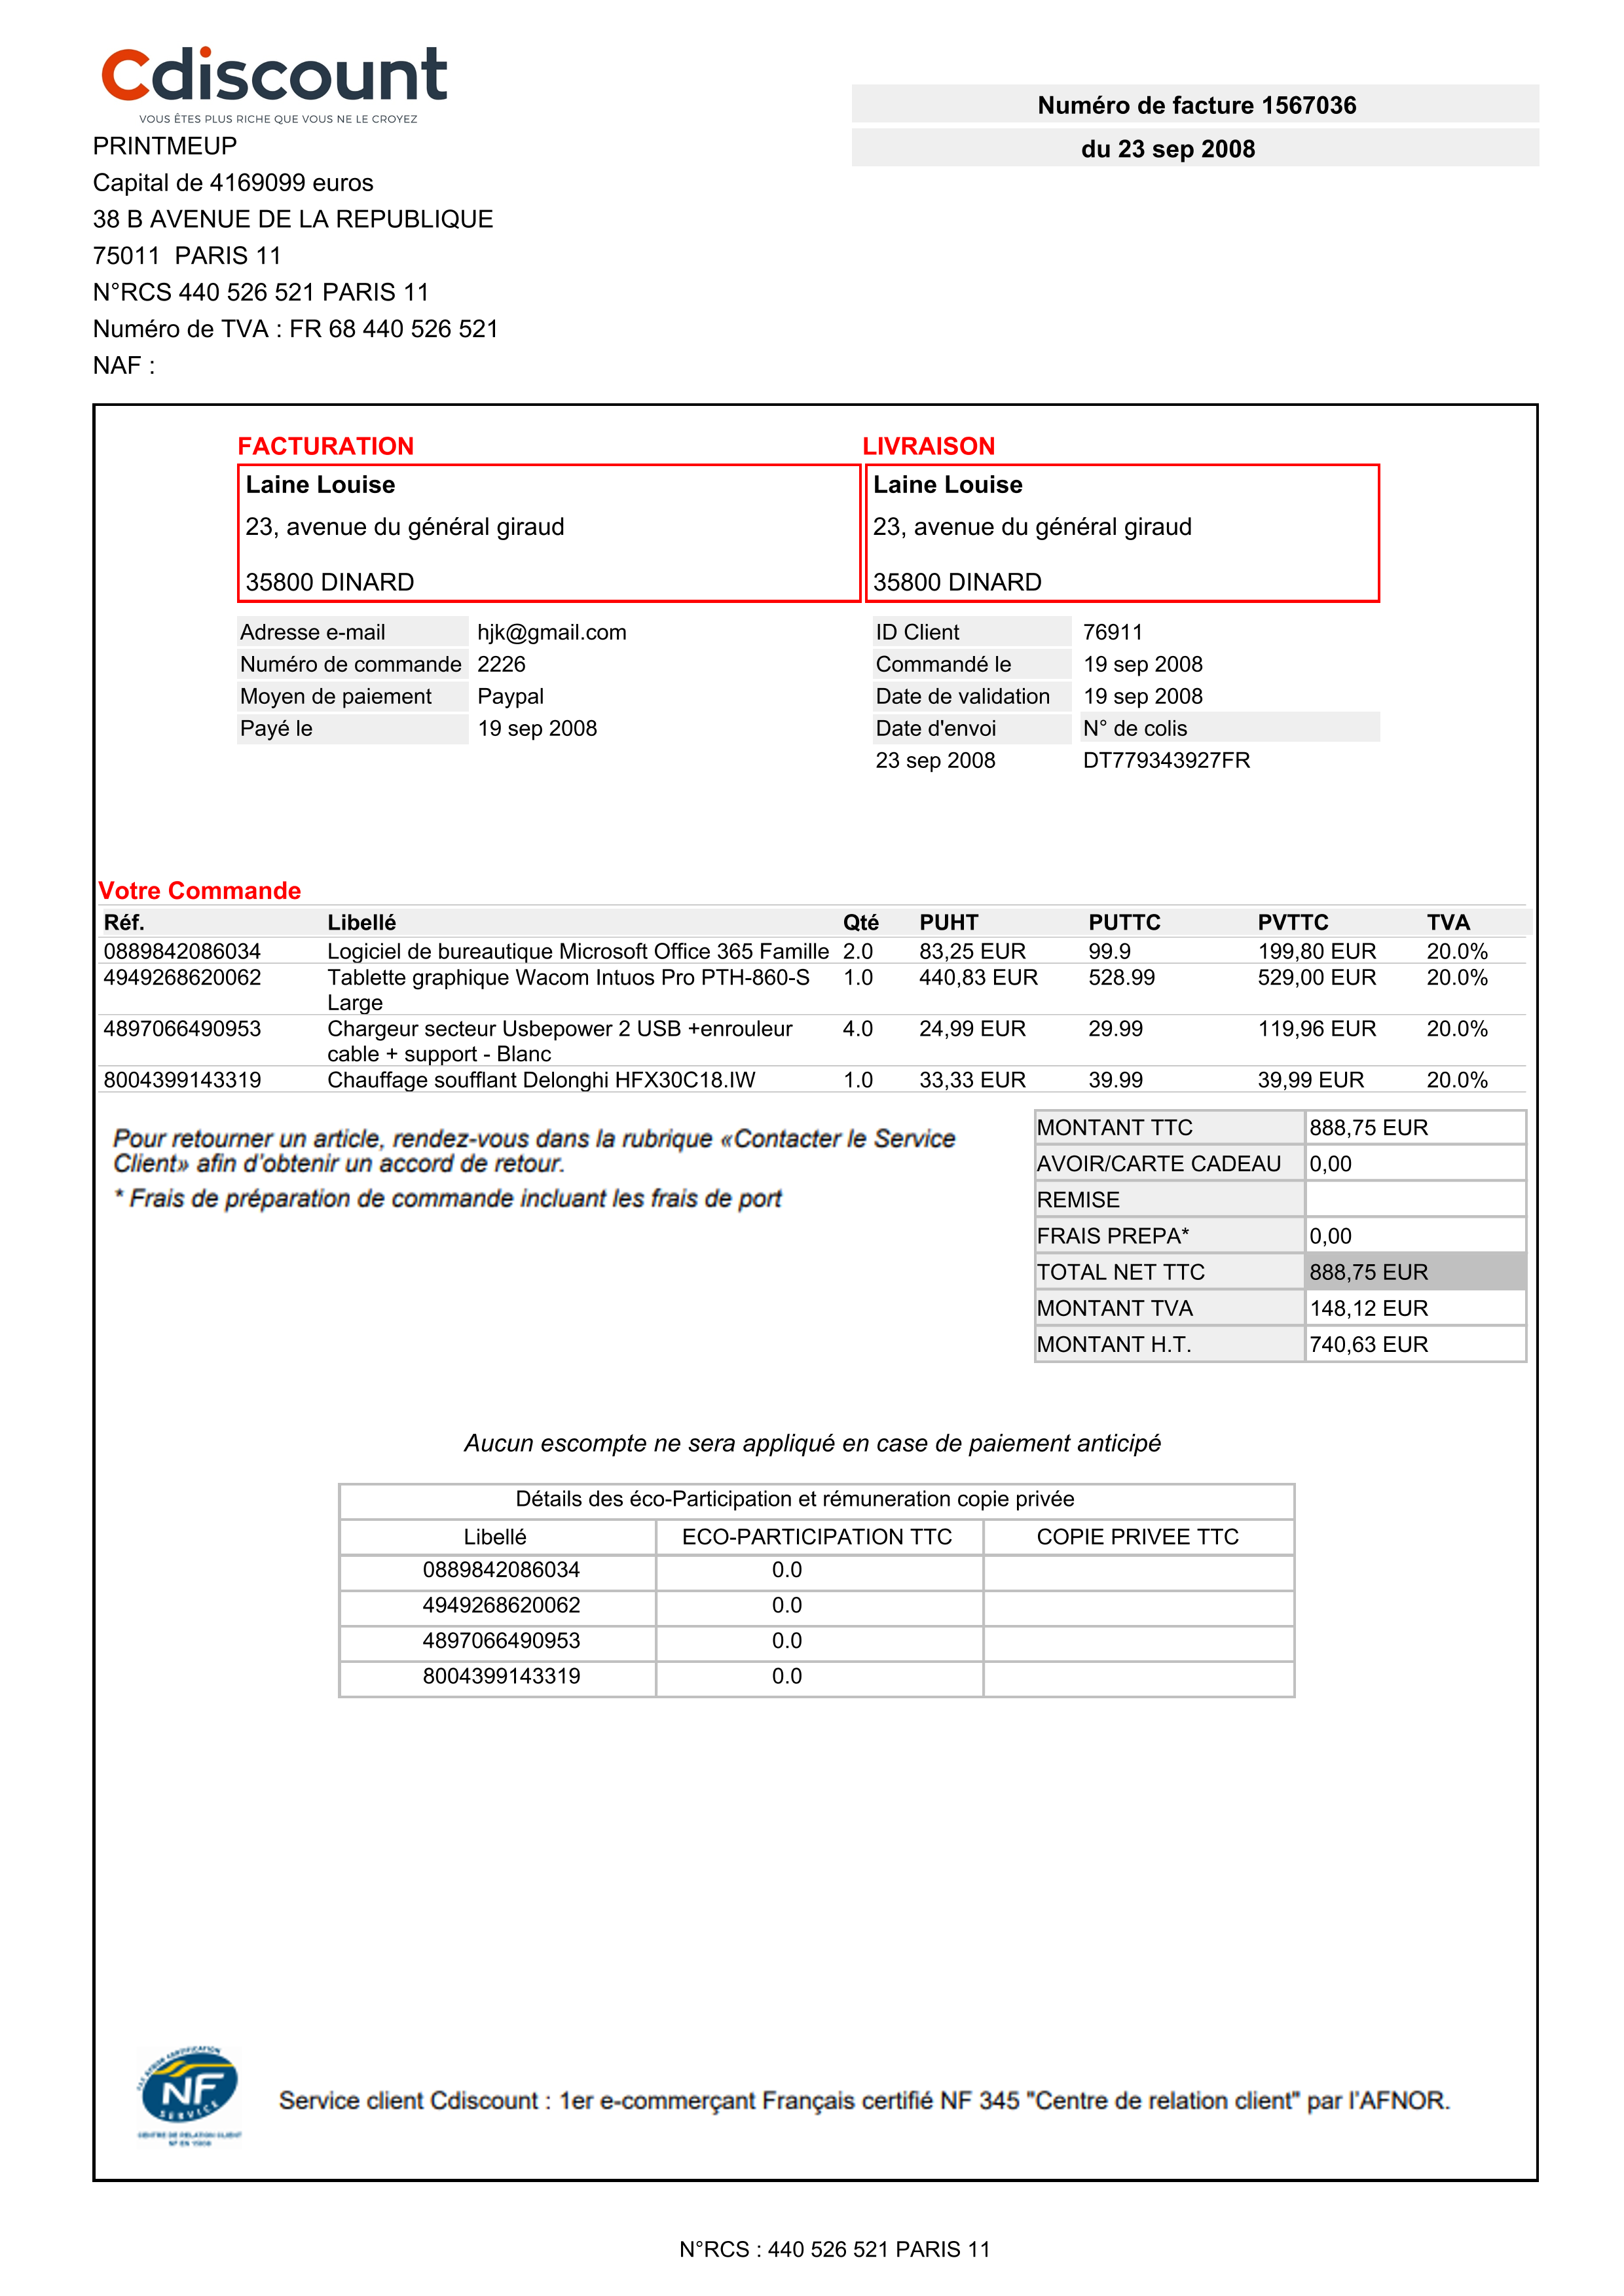 Cdiscount
VOUS ÊTES PLUS RICHE QUE VOUS NE LE CROYEZ
PRINTMEUP
Capital de 4169099 euros
38 B AVENUE DE LA REPUBLIQUE
75011 PARIS 11
N°RCS 440 526 521 PARIS 11
Numéro de TVA : FR 68 440 526 521
NAF :
Numéro de facture 1567036
du 23 sep 2008
FACTURATION
Laine Louise
23, avenue du général giraud
35800 DINARD
LIVRAISON
Laine Louise
23, avenue du général giraud
35800 DINARD
Adresse e-mail hjk@gmail.com
Numéro de commande 2226
Moyen de paiement Paypal
Payé le 19 sep 2008
ID Client 76911
Commandé le 19 sep 2008
Date de validation 19 sep 2008
Date d'envoi N° de colis
23 sep 2008 DT779343927FR
Votre Commande
Réf. Libellé Qté PUHT PUTTC PVTTC TVA
0889842086034 Logiciel de bureautique Microsoft Office 365 Famille 2.0 83,25 EUR 99.9 199,80 EUR 20.0%
4949268620062 Tablette graphique Wacom Intuos Pro PTH-860-S 1.0 440,83 EUR 528.99 529,00 EUR 20.0%
Large
4897066490953 Chargeur secteur Usbepower 2 USB +enrouleur 4.0 24,99 EUR 29.99 119,96 EUR 20.0%
cable + support - Blanc
8004399143319 Chauffage soufflant Delonghi HFX30C18.IW 1.0 33,33 EUR 39.99 39,99 EUR 20.0%
Pour retourner un article, rendez-vous dans la rubrique «Contacter le Service
Client» afin d'obtenir un accord de retour.
* Frais de préparation de commande incluant les frais de port
MONTANT TTC 888,75 EUR
AVOIR/CARTE CADEAU 0,00
REMISE
FRAIS PREPA* 0,00
TOTAL NET TTC 888,75 EUR
MONTANT TVA 148,12 EUR
MONTANT H.T. 740,63 EUR
Aucun escompte ne sera appliqué en case de paiement anticipé
Détails des éco-Participation et rémuneration copie privée
Libellé ECO-PARTICIPATION TTC COPIE PRIVEE TTC
0889842086034 0.0
4949268620062 0.0
4897066490953 0.0
8004399143319 0.0
NF
SERVICE
CENTRE DE RELATION CLIENT
Service client Cdiscount : 1er e-commerçant Français certifié NF 345 "Centre de relation client" par l'AFNOR.
N°RCS : 440 526 521 PARIS 11